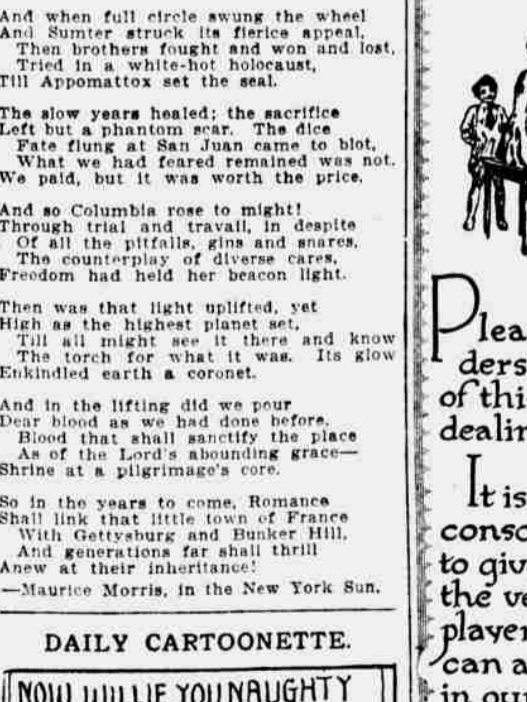 And when full circle swung the wheel
And Sumter struck its fierice appeal,
Then brothers fought and won and lost,
Tried in a white-hot holocaust,
Till Appomattox set the seal.
The slow years healed; the sacrifice
Left but a phantom scar. The dice
Fate flung at San Juan came to blot,
What we had feared remained was not.
We paid, but it was worth the price.
And so Columbia rose to might!
Through trial and travail, in despite
Of all the pitfalls, gins and snares,
The counterplay of diverse cares,
Freedom had held her beacon light.
Then was that light uplifted, yet
High as the highest planet set,
Till all might see it there and know
The torch for what it was. Its glow
Enkindled earth a coronet.
And in the lifting did we pour
Dear blood as we had done before,
Blood that shall sanctify the place
As of the Lord's abounding grace—
Shrine at a pilgrimage's core.
So in the years to come, Romance
Shall link that little town of France
With Gettysburg and Bunker Hill,
And generations far shall thrill
Anew at their inheritance!
—Maurice Morris, in the New York Sun.
DAILY CARTOONETTE.
NOW WILLIE YOU NAUGHTY
Plea
ders
of thi
dealin
It is
consc
to giv
the ve
player
can a
in our